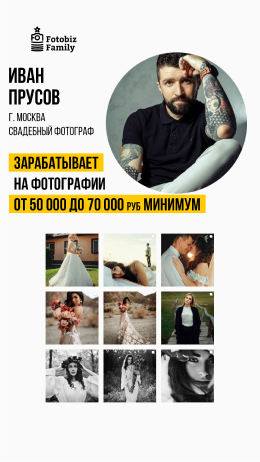 Fotobiz
Family
ИВАН
ПРУСОВ
Г. МОСКВА
СВАДЕБНЫЙ ФОТОГРАФ
ЗАРАБАТЫВАЕТ
НА ФОТОГРАФИИ
ОТ 50 000 ДО 70 000 РУБ МИНИМУМ